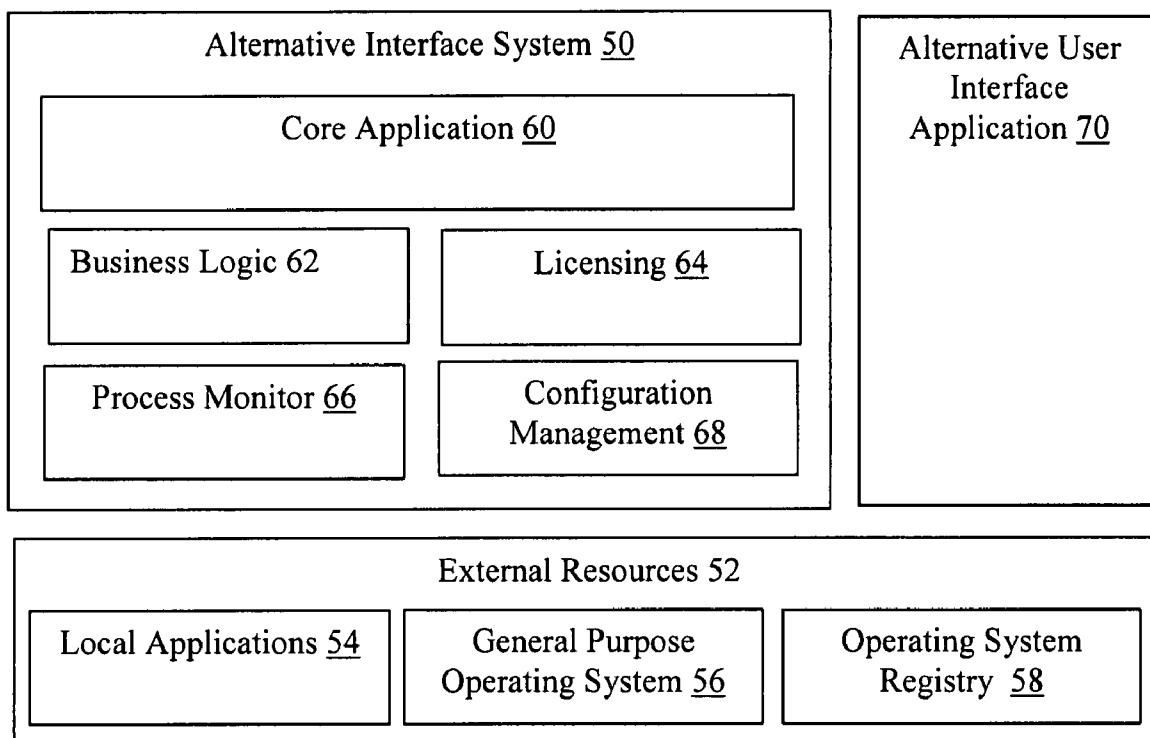 Alternative Interface System 50
Core Application 60
Business Logic 62
Licensing 64
Process Monitor 66
Configuration
Management 68
Alternative User
Interface
Application 70
External Resources 52
Local Applications 54
General Purpose
Operating System 56
Operating System
Registry 58